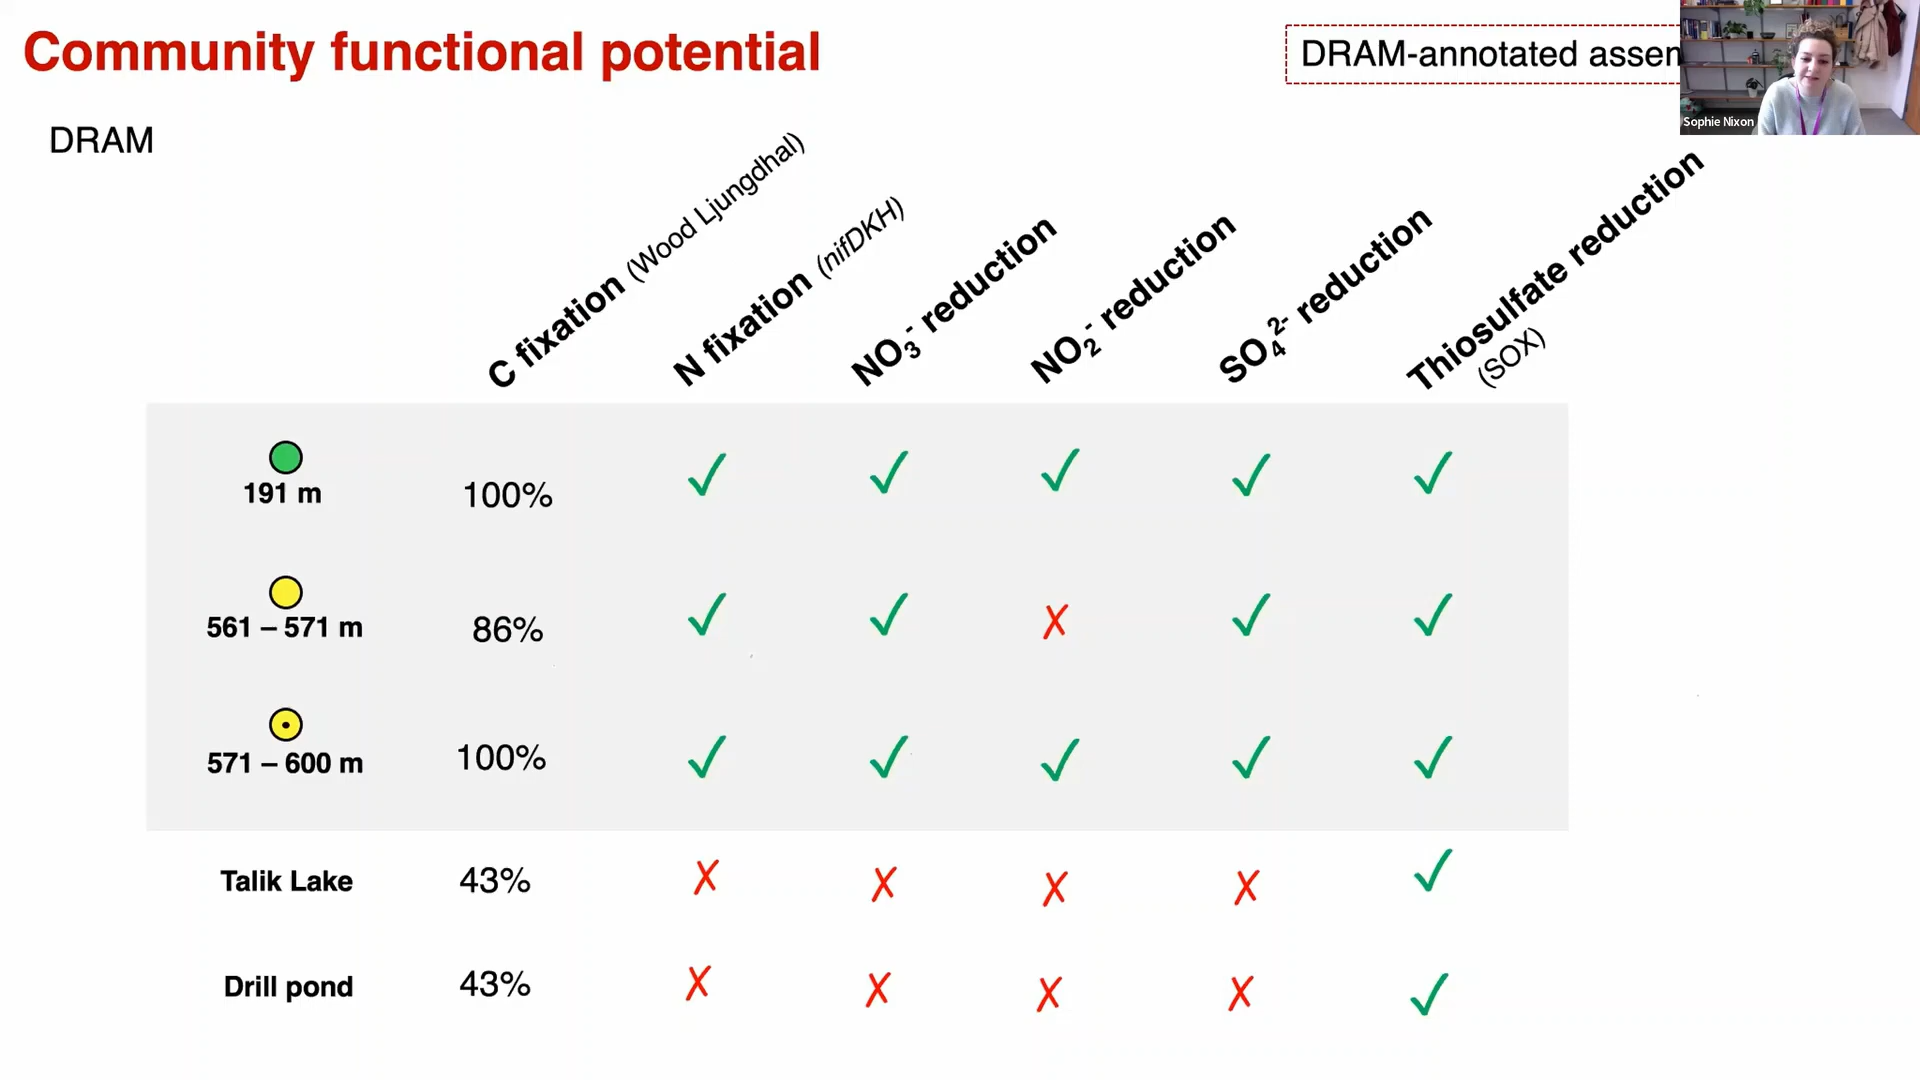 Community functional potential
DRAM-annotated assem
Sophie Nixon
DRAM
C fixation (Wood Ljungdhal)
N fixation (nifDKH)
NO3- reduction
NO2- reduction
SO42- reduction
Thiosulfate reduction
(SOX)
191 m 100% ✓ ✓ ✓ ✓ ✓
561 – 571 m 86% ✓ ✓ ✗ ✓ ✓
571 – 600 m 100% ✓ ✓ ✓ ✓ ✓
Talik Lake 43% ✗ ✗ ✗ ✗ ✓
Drill pond 43% ✗ ✗ ✗ ✗ ✓